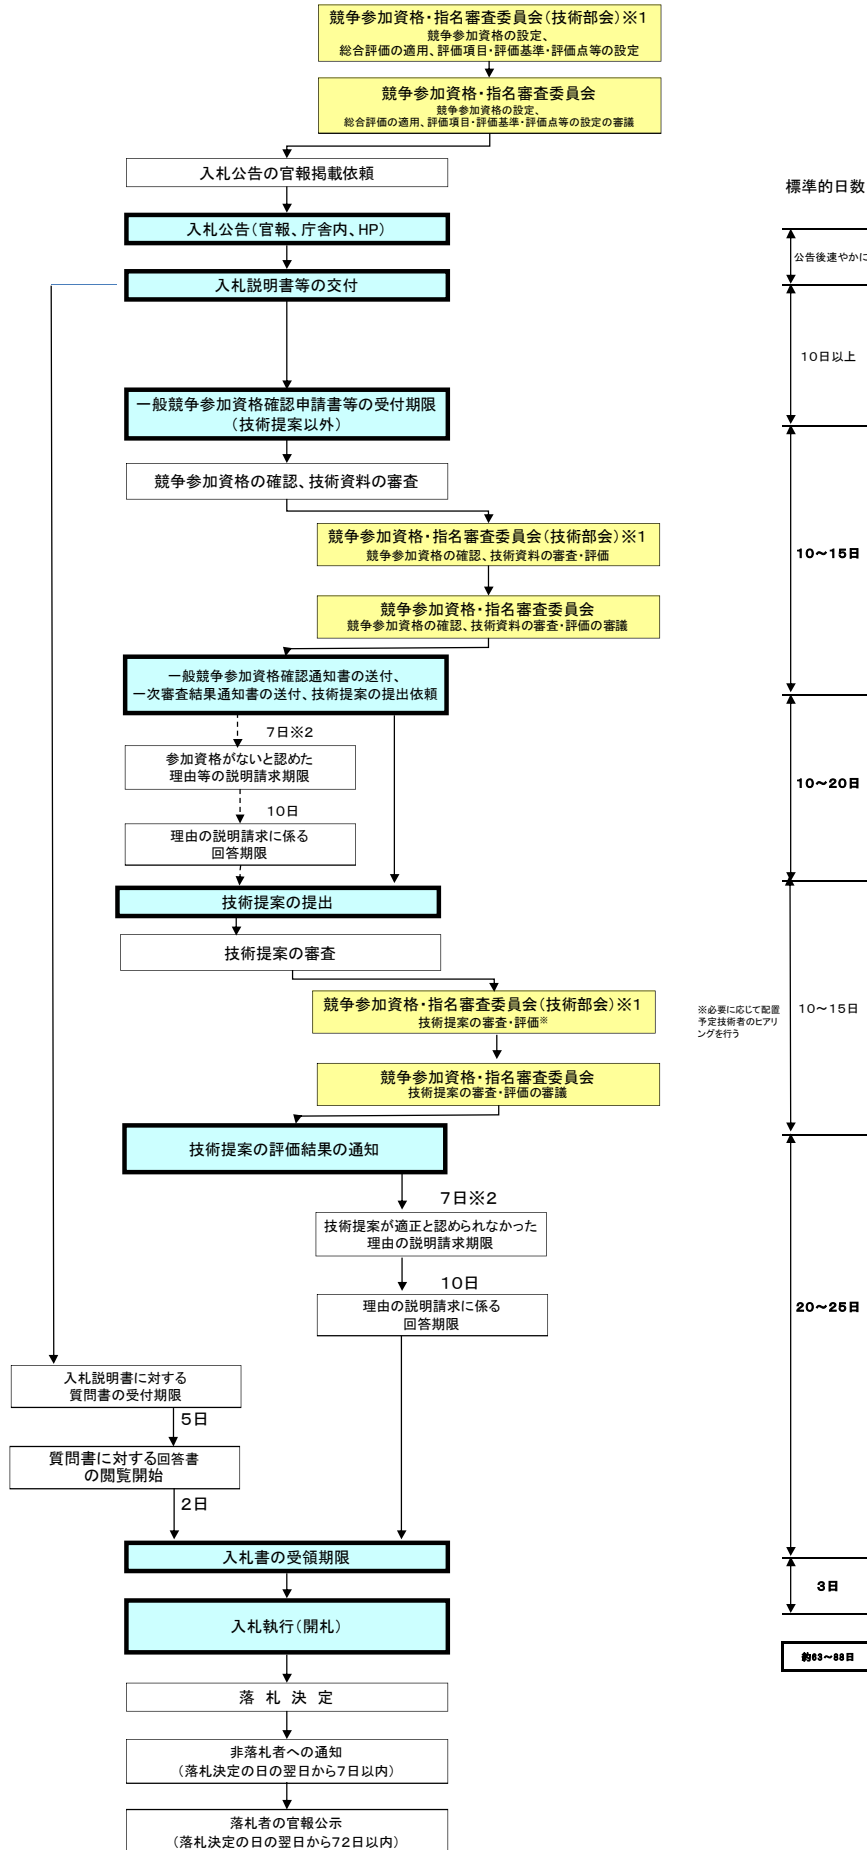 競争参加資格・指名審査委員会(技術部会)※1
競争参加資格の設定、
総合評価の適用、評価項目・評価基準・評価点等の設定
競争参加資格・指名審査委員会
競争参加資格の設定、
総合評価の適用、評価項目・評価基準・評価点等の設定の審議
入札公告の官報掲載依頼
標準的日数
入札公告(官報、庁舎内、HP)
公告後速やかに
入札説明書等の交付
10日以上
一般競争参加資格確認申請書等の受付期限
(技術提案以外)
競争参加資格の確認、技術資料の審査
競争参加資格・指名審査委員会(技術部会)※1
競争参加資格の確認、技術資料の審査・評価
10～15日
競争参加資格・指名審査委員会
競争参加資格の確認、技術資料の審査・評価の審議
一般競争参加資格確認通知書の送付、
一次審査結果通知書の送付、技術提案の提出依頼
7日※2
参加資格がないと認めた
理由等の説明請求期限
10～20日
10日
理由の説明請求に係る
回答期限
技術提案の提出
技術提案の審査
競争参加資格・指名審査委員会(技術部会)※1
技術提案の審査・評価※
※必要に応じて配置
予定技術者のヒアリ
ングを行う
10～15日
競争参加資格・指名審査委員会
技術提案の審査・評価の審議
技術提案の評価結果の通知
7日※2
技術提案が適正と認められなかった
理由の説明請求期限
10日
理由の説明請求に係る
回答期限
20～25日
入札説明書に対する
質問書の受付期限
5日
質問書に対する回答書
の閲覧開始
2日
入札書の受領期限
3日
入札執行(開札)
約63～88日
落 札 決 定
非落札者への通知
(落札決定の日の翌日から7日以内)
落札者の官報公示
(落札決定の日の翌日から72日以内)